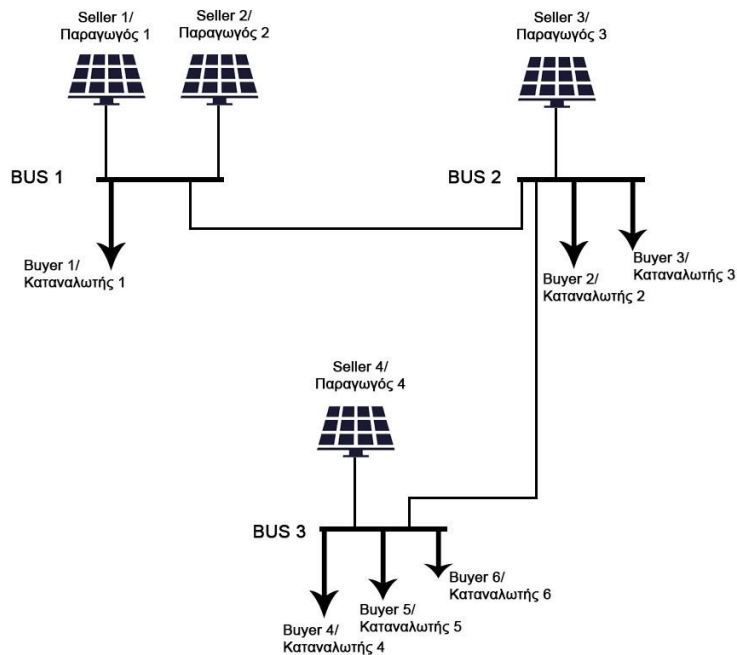 Seller 1/
Παραγωγός 1
Seller 2/
Παραγωγός 2
Seller 3/
Παραγωγός 3
BUS 1
BUS 2
Buyer 1/
Καταναλωτής 1
Buyer 2/
Καταναλωτής 2
Buyer 3/
Καταναλωτής 3
Seller 4/
Παραγωγός 4
BUS 3
Buyer 4/
Καταναλωτής 4
Buyer 5/
Καταναλωτής 5
Buyer 6/
Καταναλωτής 6